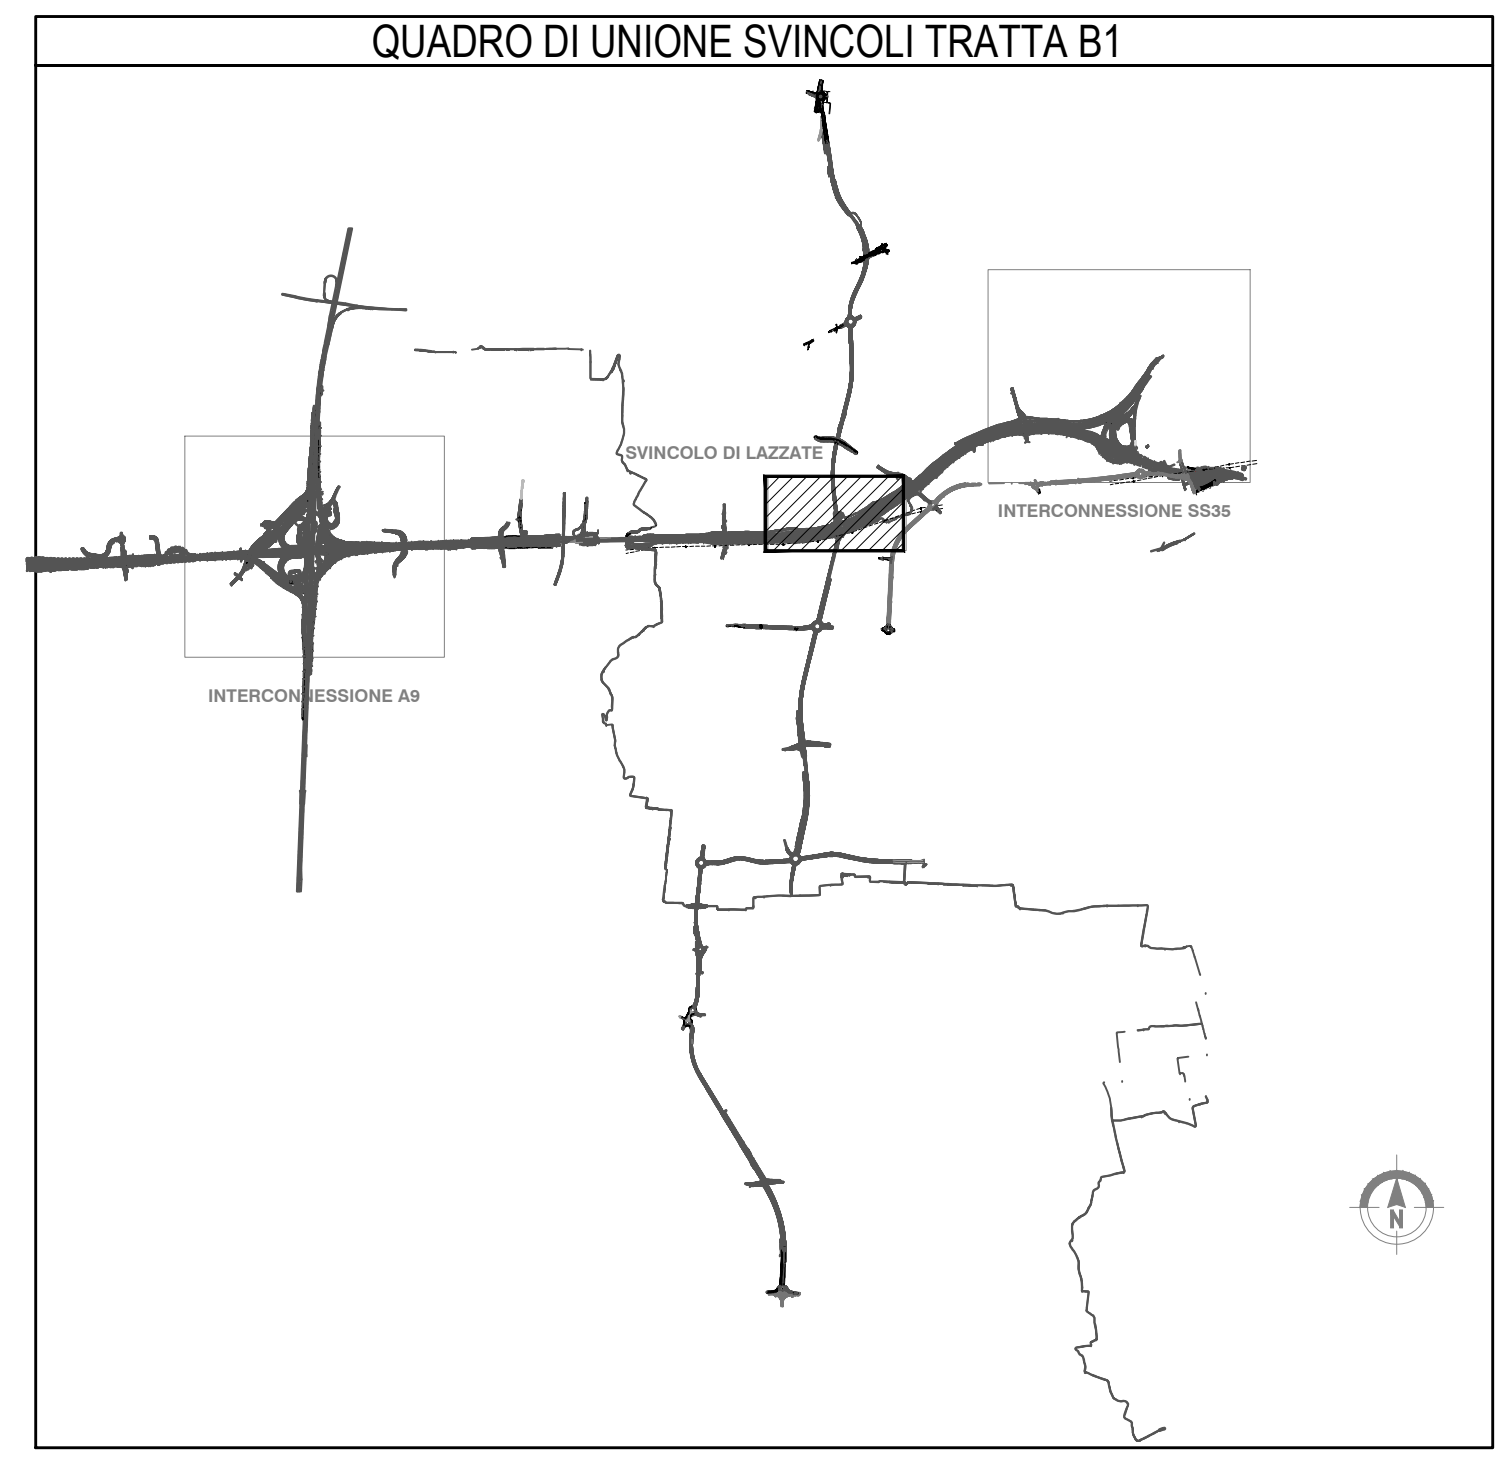 QUADRO DI UNIONE SVINCOLI TRATTA B1
SVINCOLO DI LAZZATE
INTERCONNESSIONE SS35
INTERCONNESSIONE A9
N